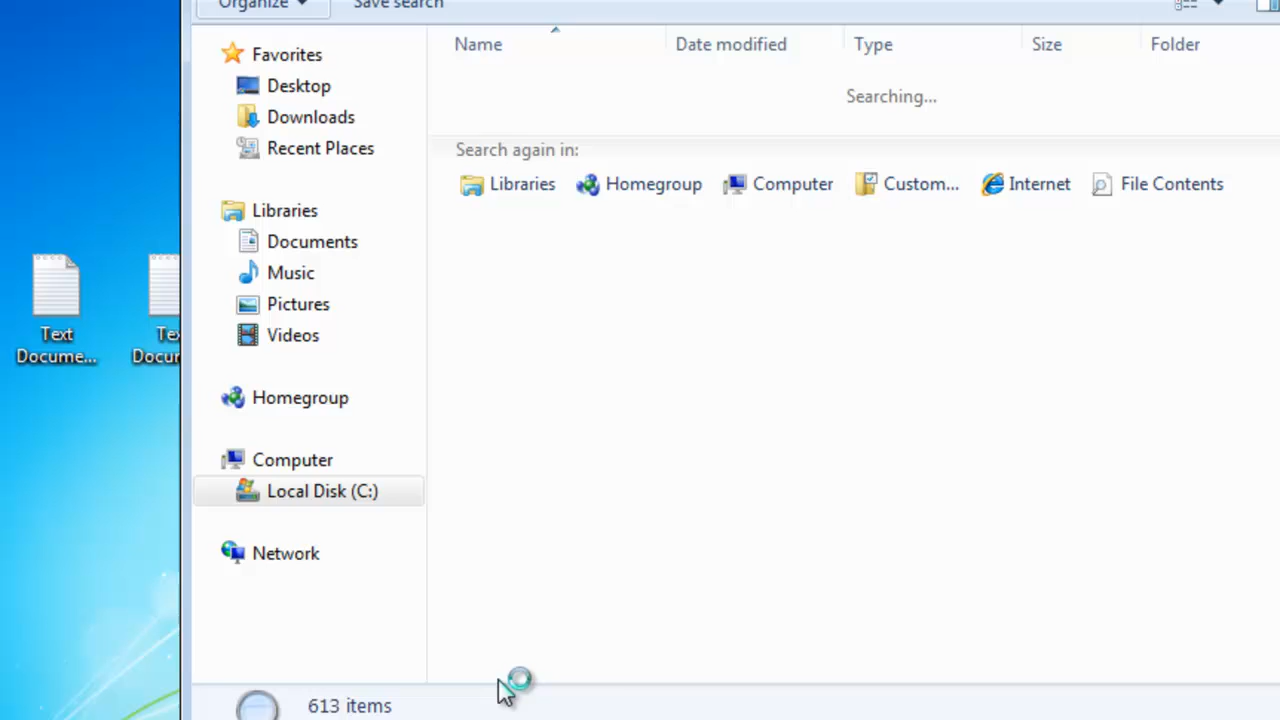 Organize Save search
Name Date modified Type Size Folder
Searching...
Search again in:
Libraries Homegroup Computer Custom... Internet File Contents
Favorites
Desktop
Downloads
Recent Places
Libraries
Documents
Music
Pictures
Videos
Homegroup
Computer
Local Disk (C:)
Network
613 items
Text
Docume...